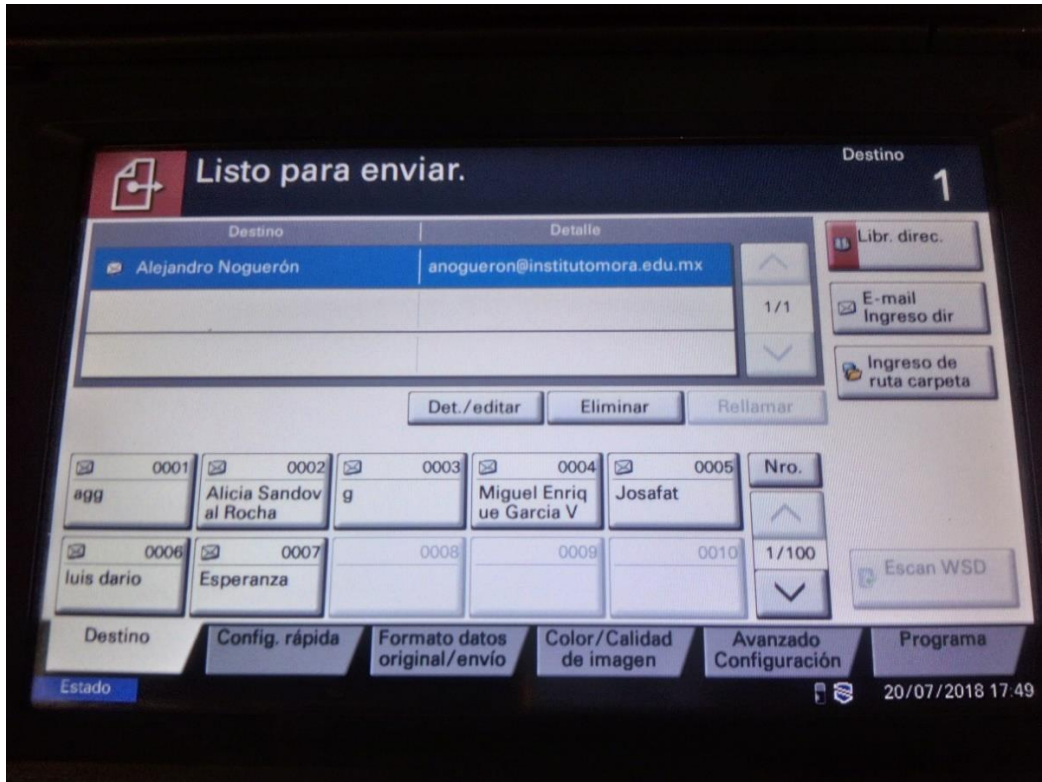 Listo para enviar.
Destino
1
Destino Detalle
Alejandro Noguerón anogueron@institutomora.edu.mx
1/1
Libr. direc.
E-mail
Ingreso dir
Ingreso de
ruta carpeta
Det./editar Eliminar Rellamar
0001 0002 0003 0004 0005 Nro.
agg Alicia Sandov g Miguel Enriq Josafat
al Rocha ue Garcia V
0006 0007 0008 0009 0010 1/100
luis dario Esperanza
Escan WSD
Destino Config. rápida Formato datos Color/Calidad Avanzado Programa
original/envío de imagen Configuración
Estado
20/07/2018 17:49